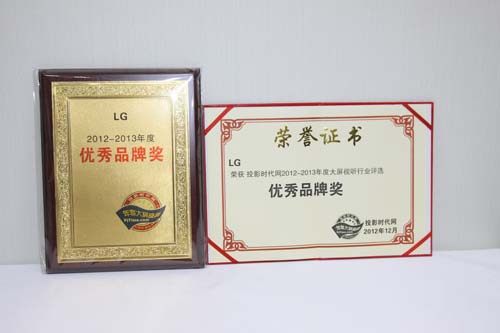 LG
2012-2013年度
优秀品牌奖
荣誉证书
LG
荣获 投影时代网2012-2013年度大屏视听行业评选
优秀品牌奖
投影时代网
2012年12月